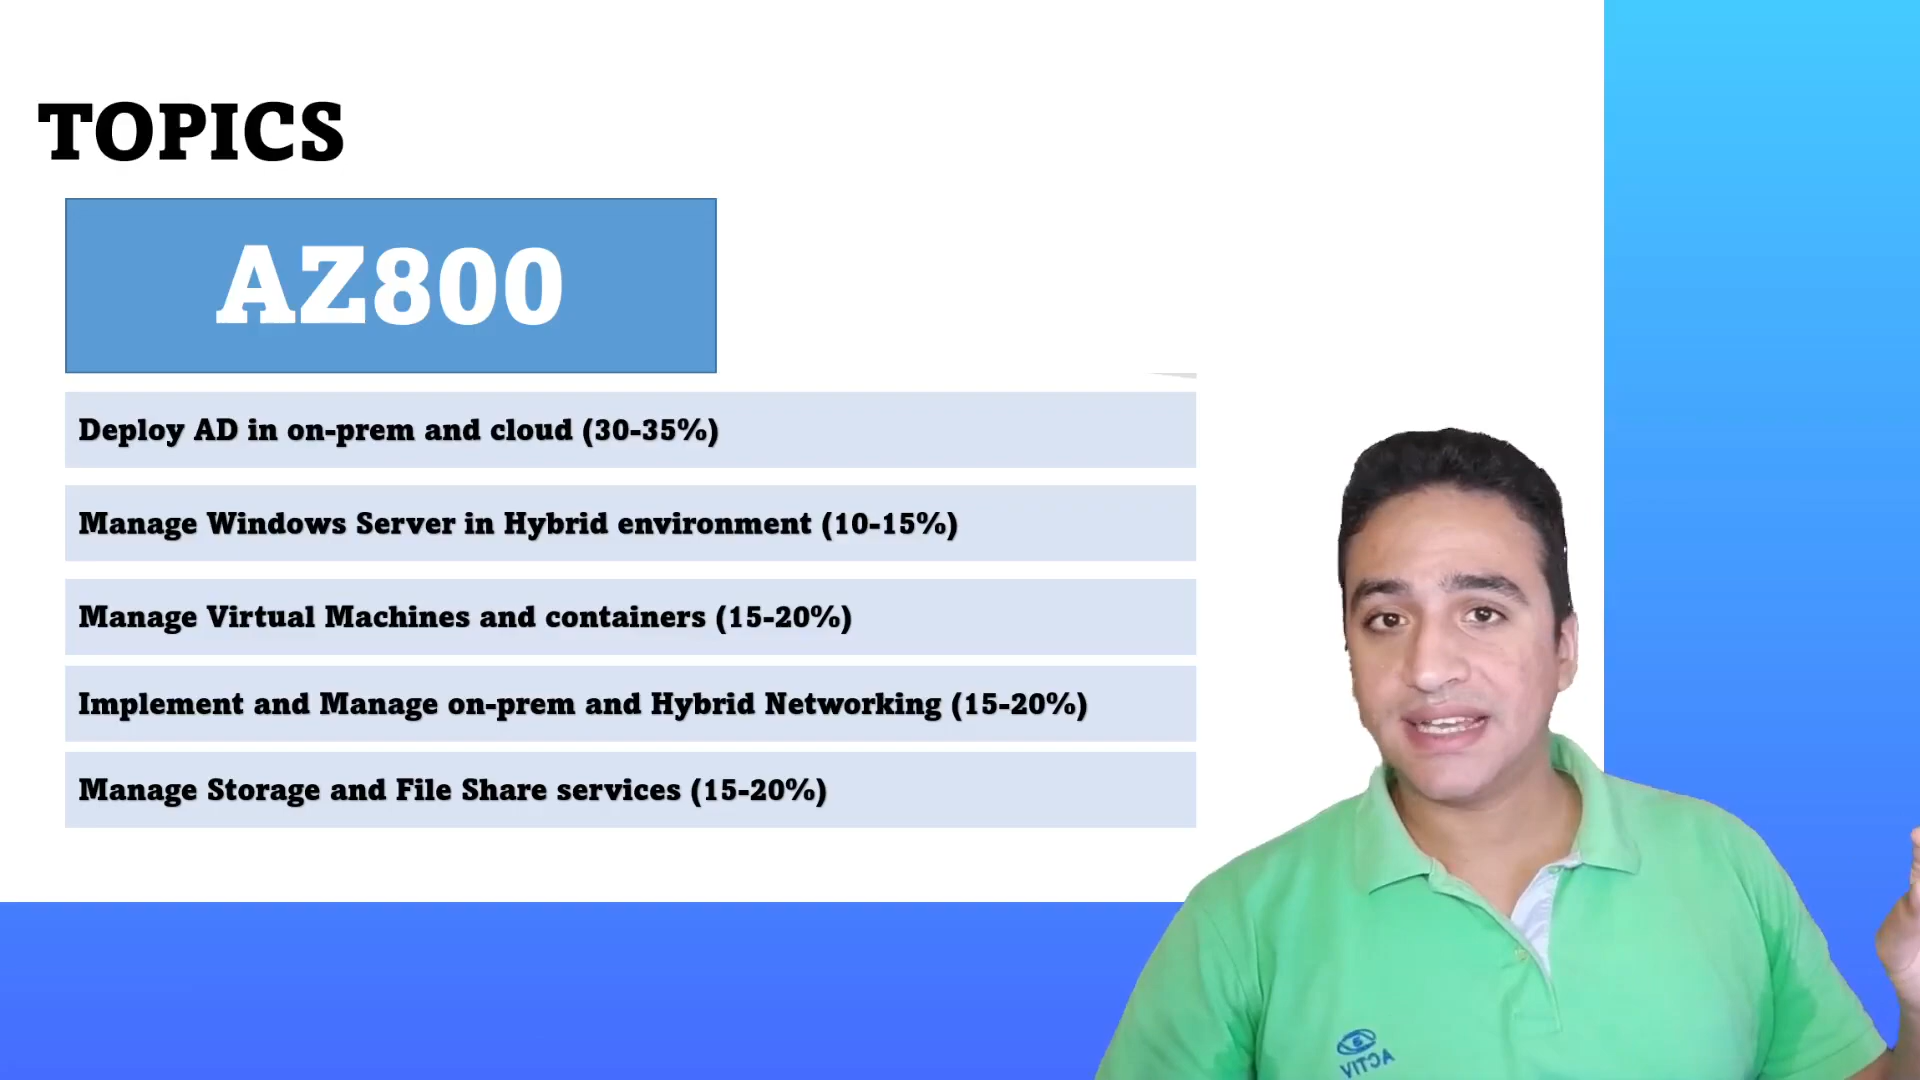 TOPICS
AZ800
Deploy AD in on-prem and cloud (30-35%)
Manage Windows Server in Hybrid environment (10-15%)
Manage Virtual Machines and containers (15-20%)
Implement and Manage on-prem and Hybrid Networking (15-20%)
Manage Storage and File Share services (15-20%)
ACTIV